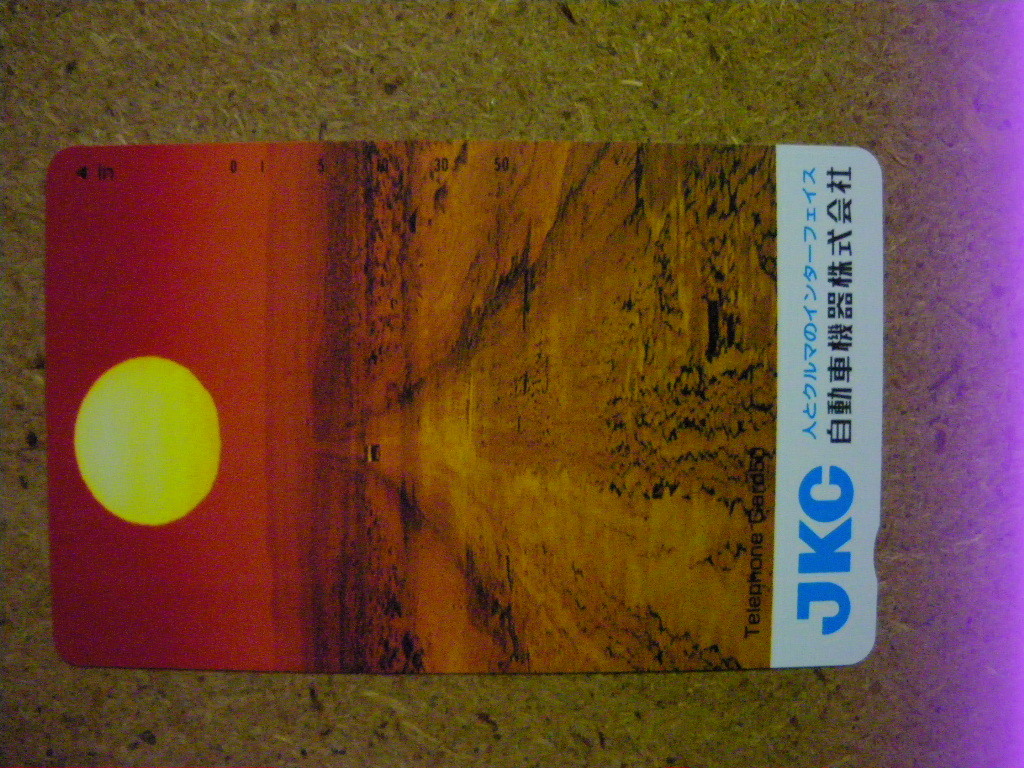 ◀ in
0 1 5 10 30 50
Telephone Card50
JKC
人とクルマのインターフェイス
自動車機器株式会社